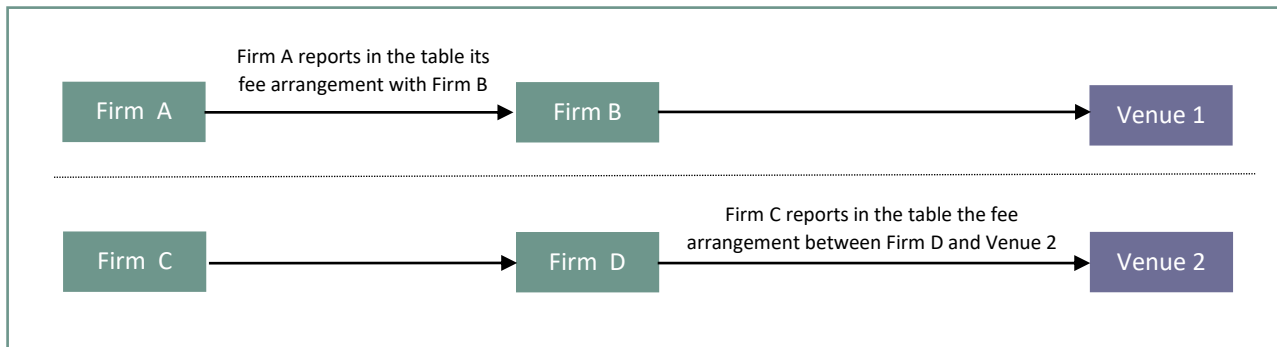 Firm A reports in the table its
fee arrangement with Firm B
Firm A
Firm B
Venue 1
Firm C reports in the table the fee
arrangement between Firm D and Venue 2
Firm C
Firm D
Venue 2